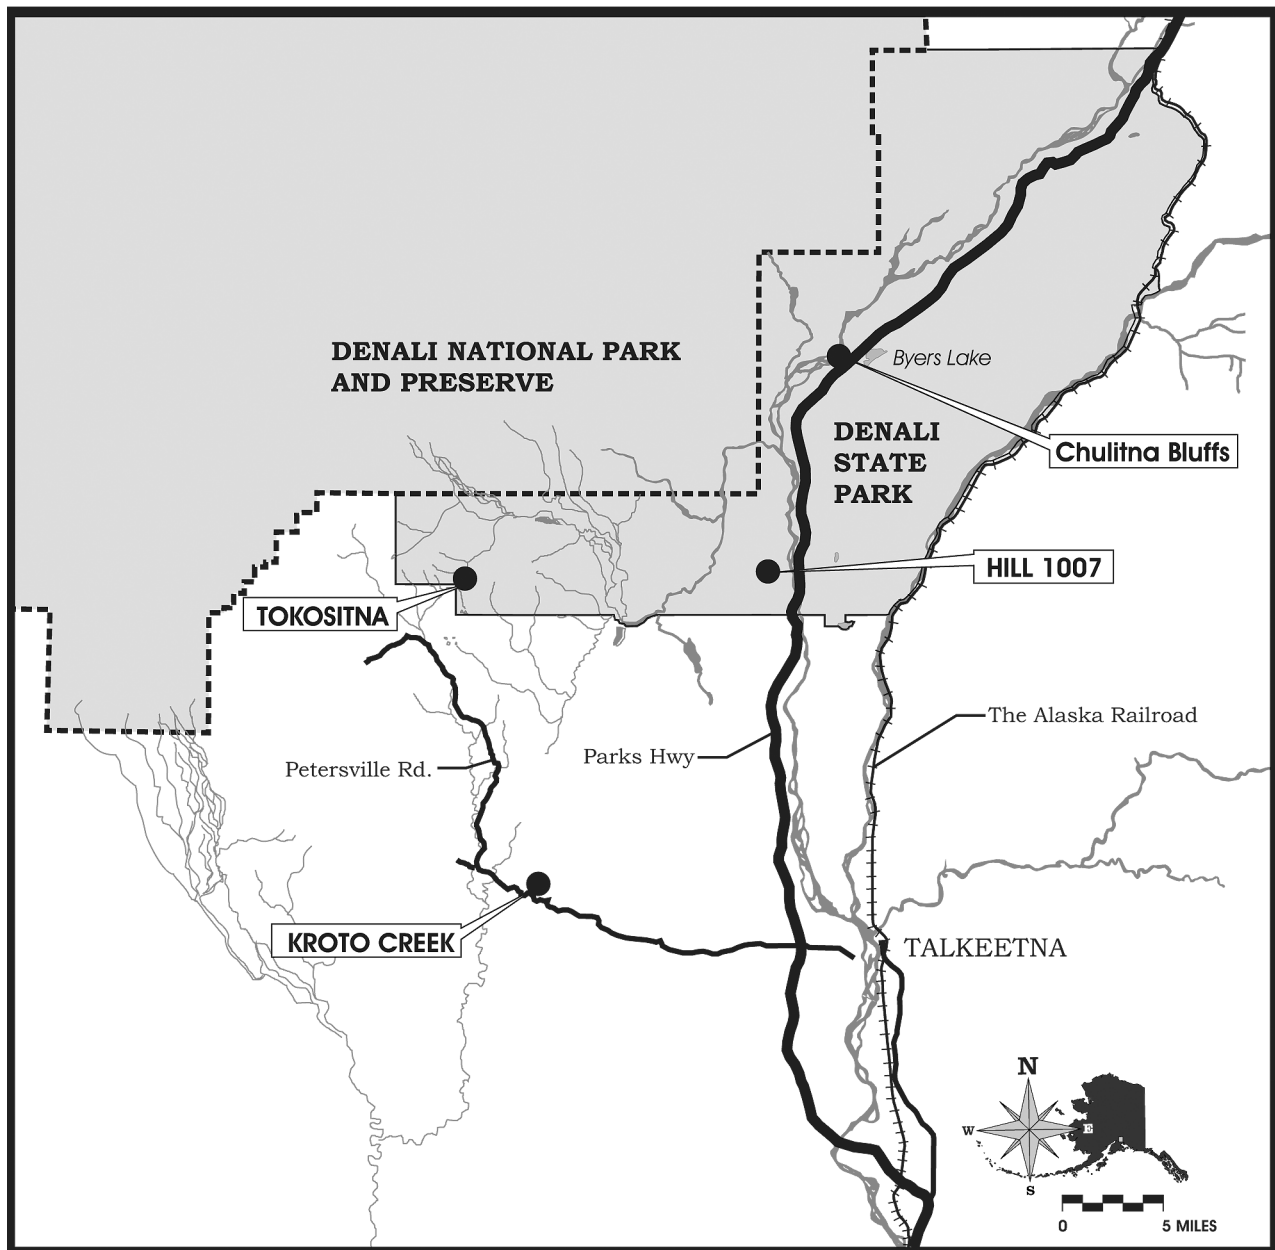 DENALI NATIONAL PARK
AND PRESERVE
Byers Lake
DENALI
STATE
PARK
Chulitna Bluffs
HILL 1007
TOKOSITNA
The Alaska Railroad
Parks Hwy
Petersville Rd.
KROTO CREEK
TALKEETNA
N
W
E
S
0
5 MILES